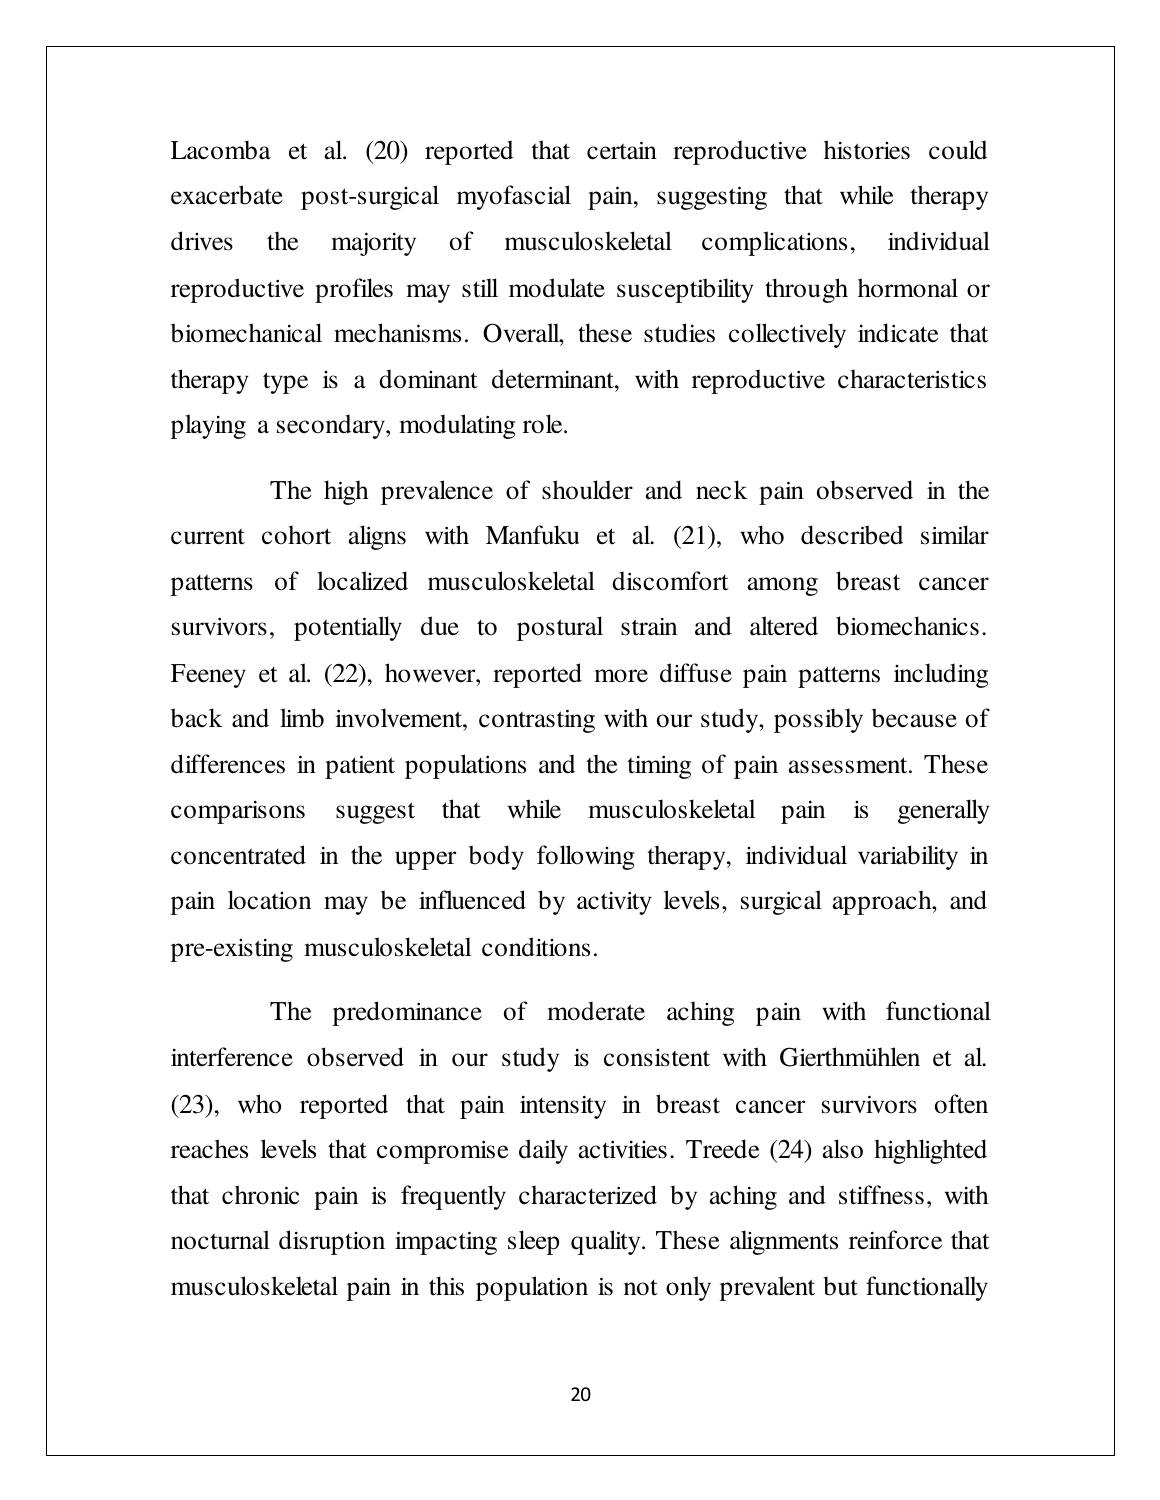 Lacomba et al. (20) reported that certain reproductive histories could
exacerbate post-surgical myofascial pain, suggesting that while therapy
drives the majority of musculoskeletal complications, individual
reproductive profiles may still modulate susceptibility through hormonal or
biomechanical mechanisms. Overall, these studies collectively indicate that
therapy type is a dominant determinant, with reproductive characteristics
playing a secondary, modulating role.
The high prevalence of shoulder and neck pain observed in the
current cohort aligns with Manfuku et al. (21), who described similar
patterns of localized musculoskeletal discomfort among breast cancer
survivors, potentially due to postural strain and altered biomechanics.
Feeney et al. (22), however, reported more diffuse pain patterns including
back and limb involvement, contrasting with our study, possibly because of
differences in patient populations and the timing of pain assessment. These
comparisons suggest that while musculoskeletal pain is generally
concentrated in the upper body following therapy, individual variability in
pain location may be influenced by activity levels, surgical approach, and
pre-existing musculoskeletal conditions.
The predominance of moderate aching pain with functional
interference observed in our study is consistent with Gierthmühlen et al.
(23), who reported that pain intensity in breast cancer survivors often
reaches levels that compromise daily activities. Treede (24) also highlighted
that chronic pain is frequently characterized by aching and stiffness, with
nocturnal disruption impacting sleep quality. These alignments reinforce that
musculoskeletal pain in this population is not only prevalent but functionally
20